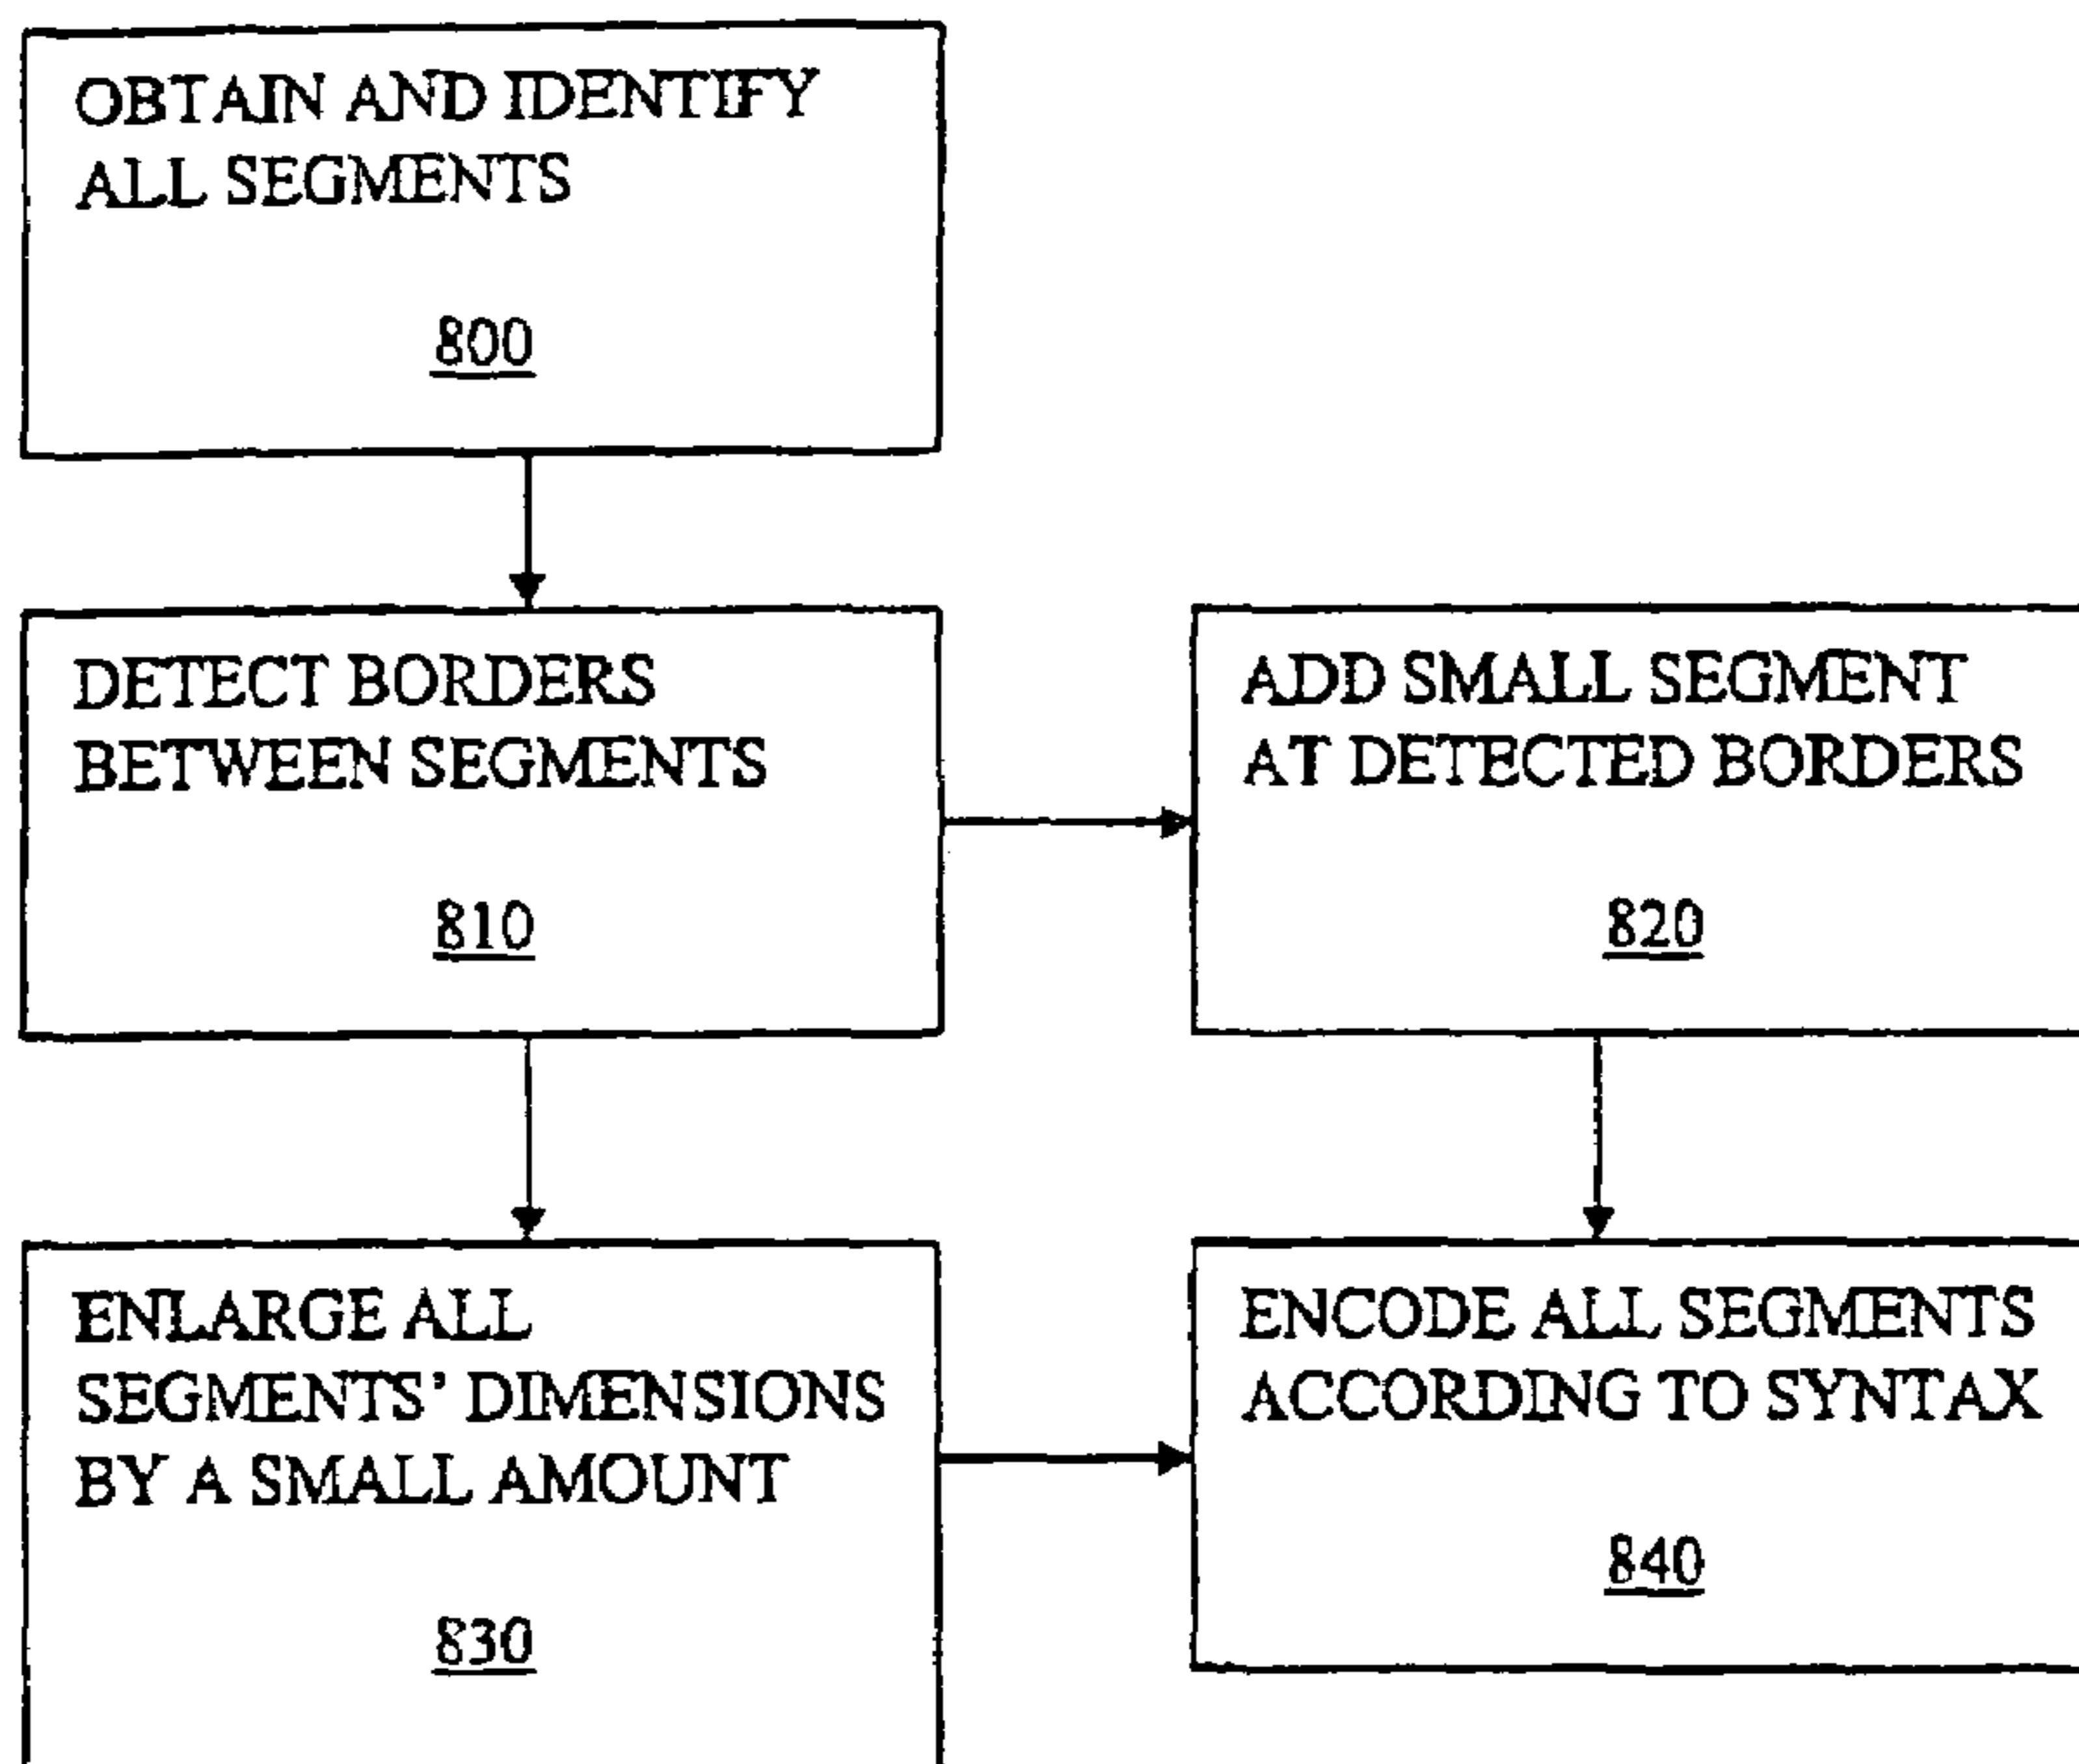 OBTAIN AND IDENTIFY
ALL SEGMENTS
800
DETECT BORDERS
BETWEEN SEGMENTS
810
ADD SMALL SEGMENT
AT DETECTED BORDERS
820
ENLARGE ALL
SEGMENTS’ DIMENSIONS
BY A SMALL AMOUNT
830
ENCODE ALL SEGMENTS
ACCORDING TO SYNTAX
840